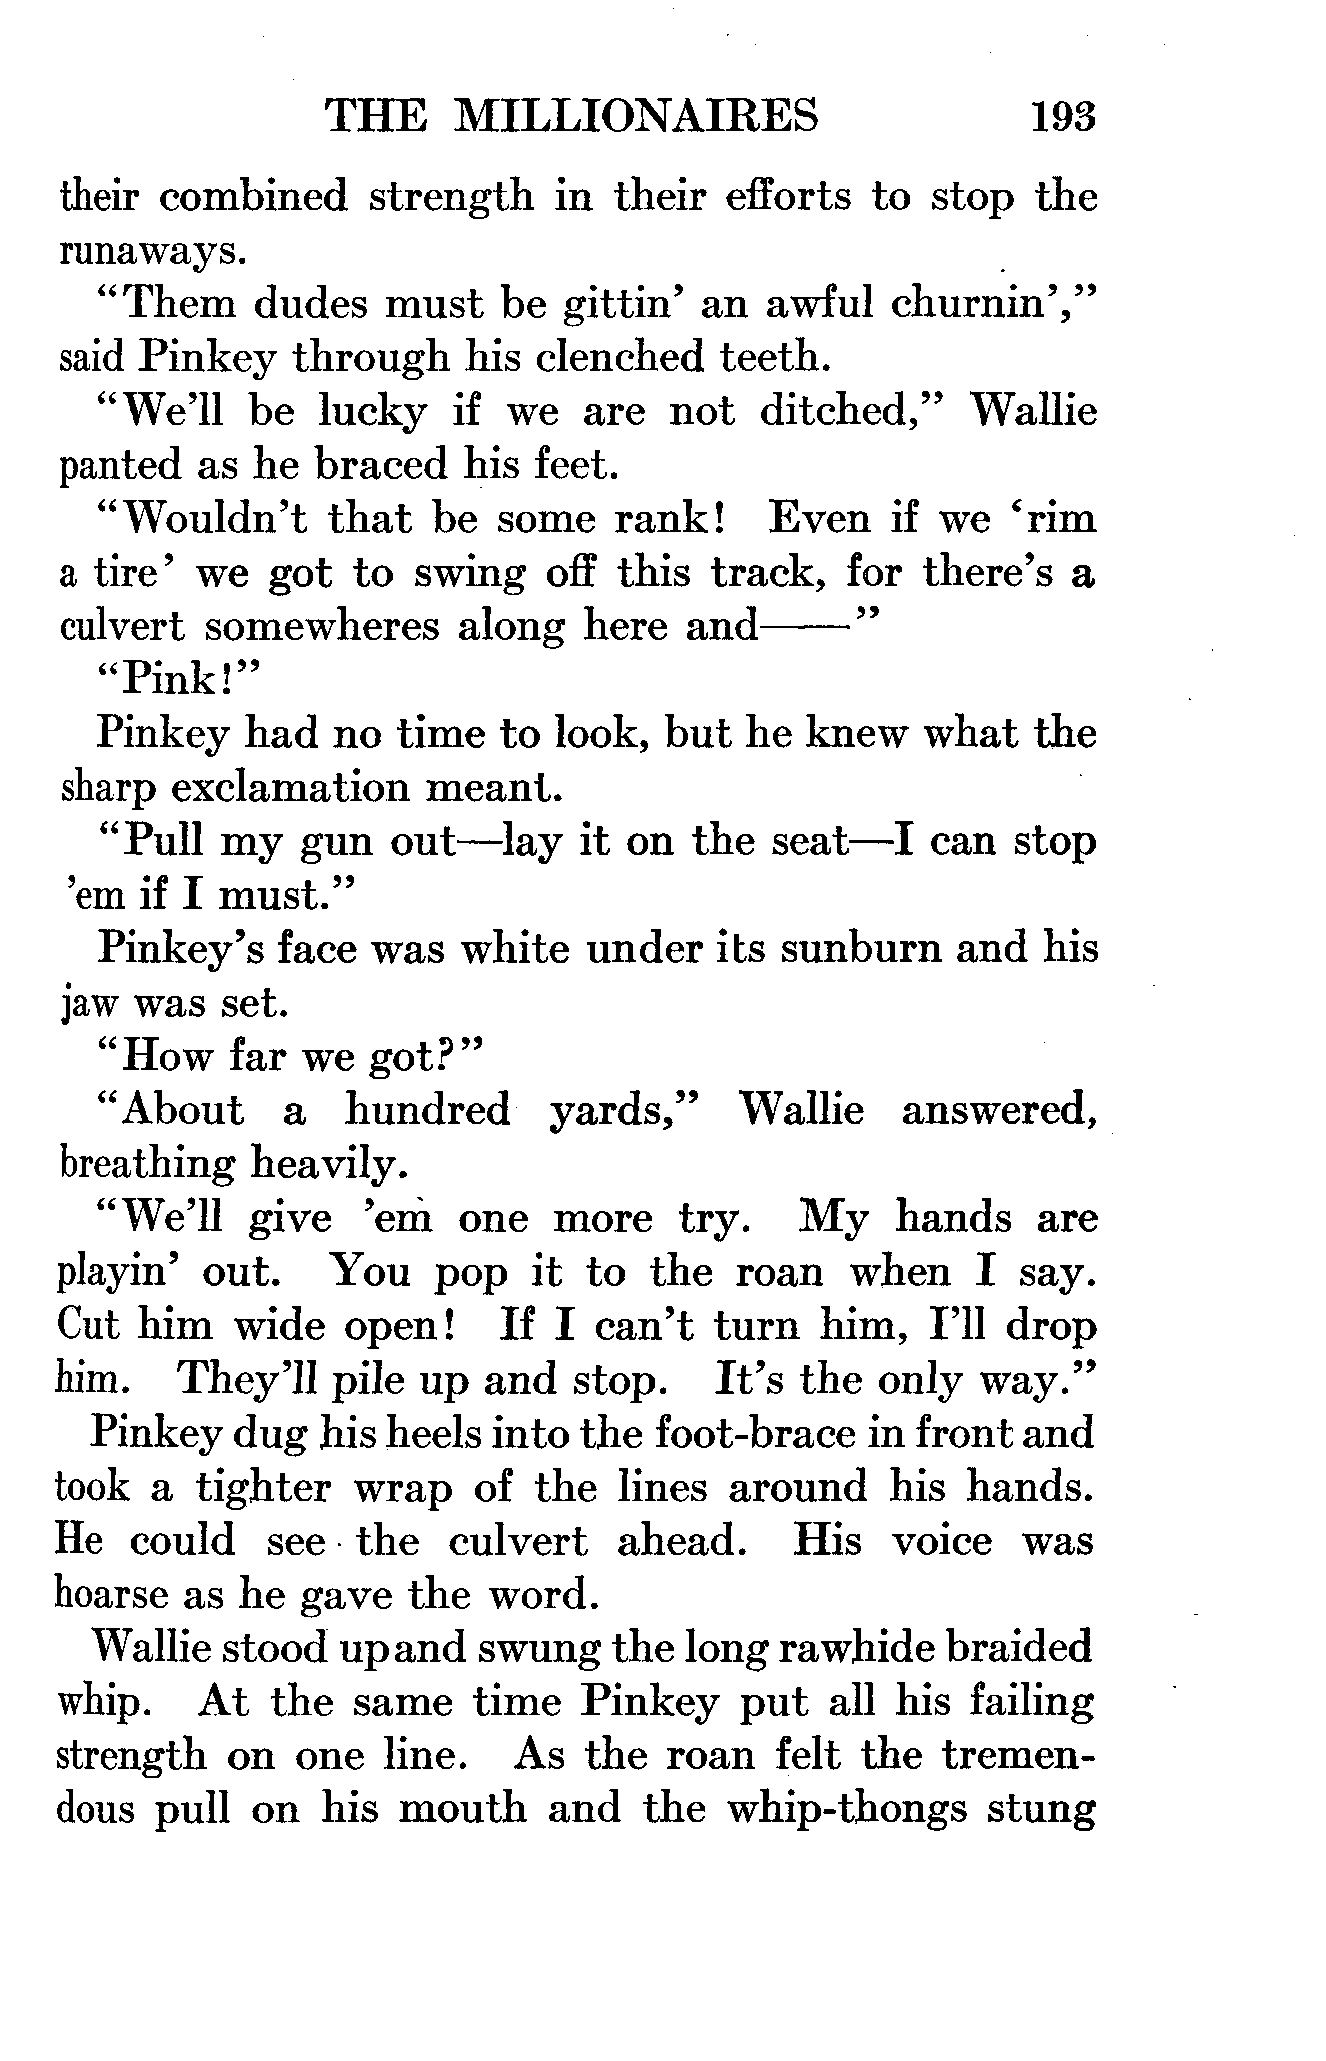 THE MILLIONAIRES 193
their combined strength in their efforts to stop the
runaways.
“Them dudes must be gittin’ an awful churnin’,”
said Pinkey through his clenched teeth.
“We’ll be lucky if we are not ditched,” Wallie
panted as he braced his feet.
“Wouldn’t that be some rank! Even if we ‘rim
a tire’ we got to swing off this track, for there’s a
culvert somewheres along here and——”
“Pink!”
Pinkey had no time to look, but he knew what the
sharp exclamation meant.
“Pull my gun out—lay it on the seat—I can stop
’em if I must.”
Pinkey’s face was white under its sunburn and his
jaw was set.
“How far we got?”
“About a hundred yards,” Wallie answered,
breathing heavily.
“We’ll give ’em one more try. My hands are
playin’ out. You pop it to the roan when I say.
Cut him wide open! If I can’t turn him, I’ll drop
him. They’ll pile up and stop. It’s the only way.”
Pinkey dug his heels into the foot-brace in front and
took a tighter wrap of the lines around his hands.
He could see the culvert ahead. His voice was
hoarse as he gave the word.
Wallie stood up and swung the long rawhide braided
whip. At the same time Pinkey put all his failing
strength on one line. As the roan felt the tremen-
dous pull on his mouth and the whip-thongs stung